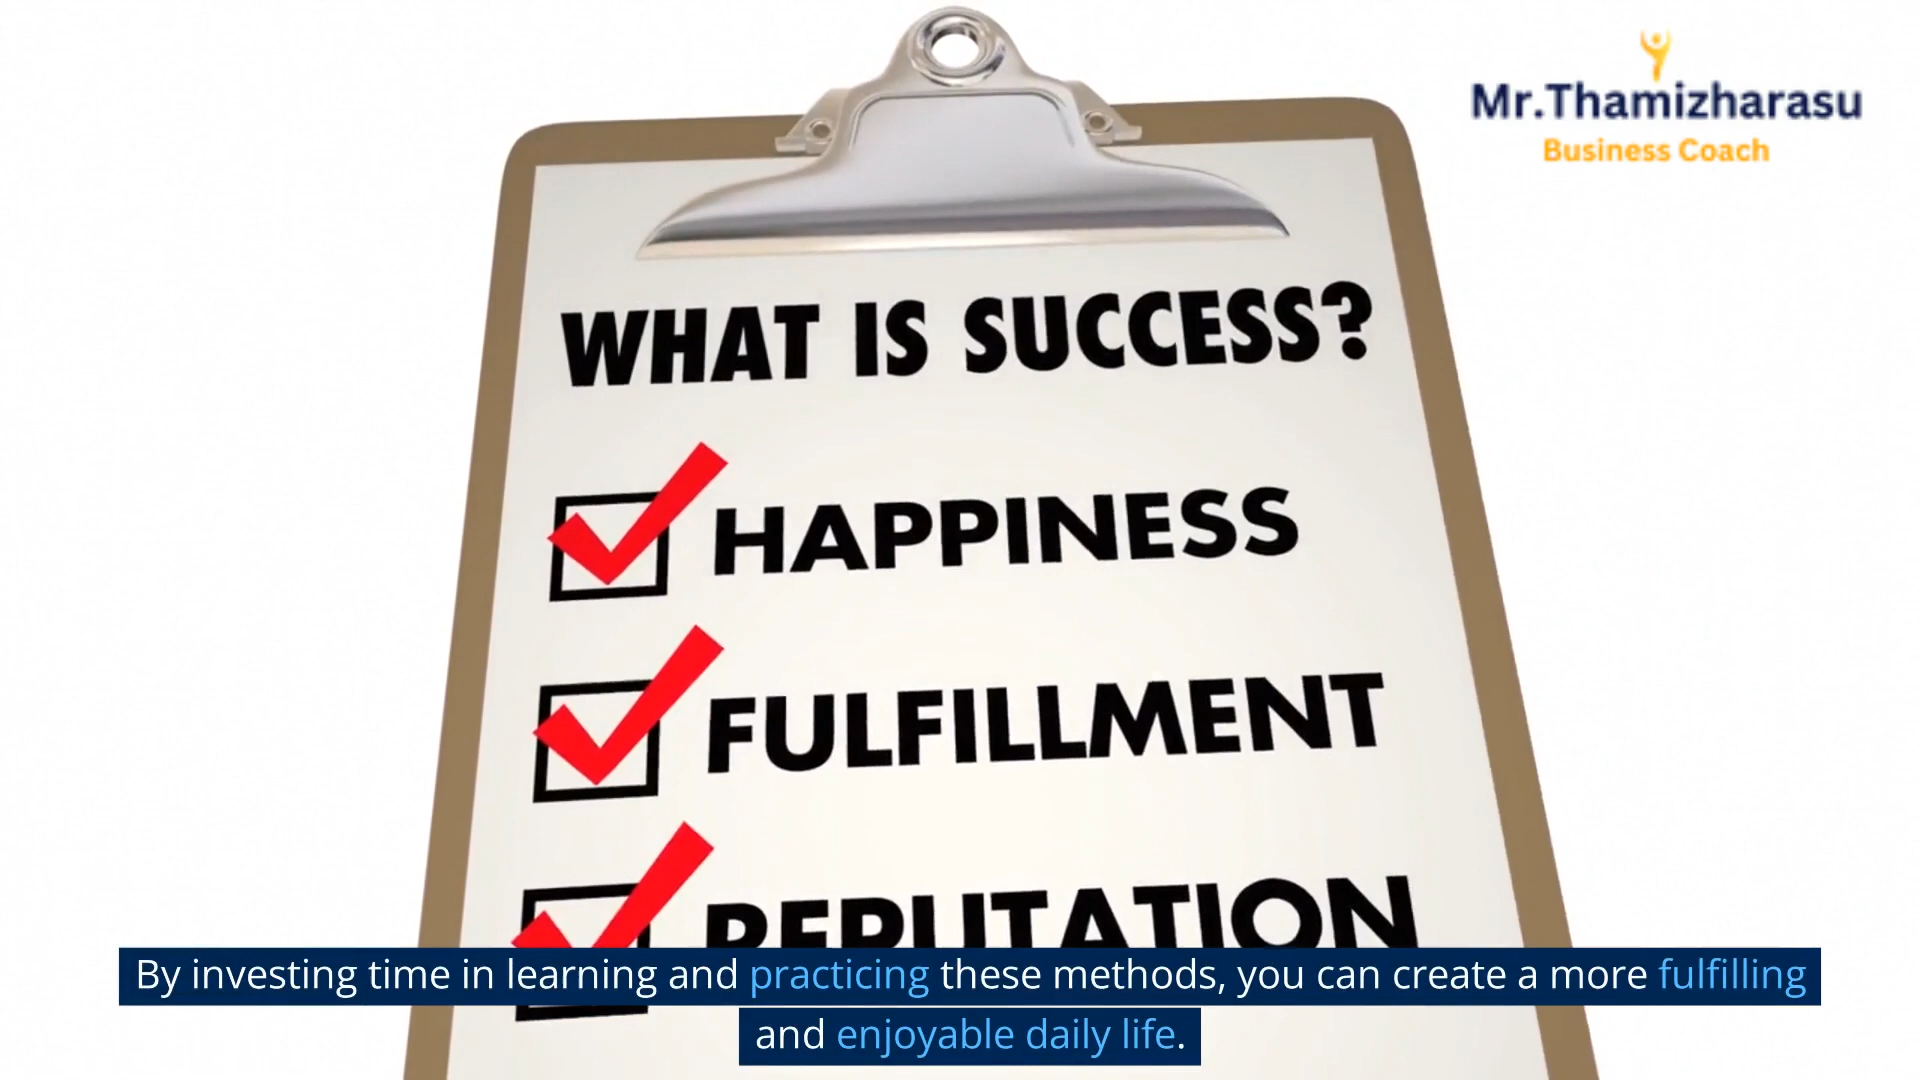 Mr.Thamizharasu
Business Coach
WHAT IS SUCCESS?
HAPPINESS
FULFILLMENT
REPUTATION
By investing time in learning and practicing these methods, you can create a more fulfilling
and enjoyable daily life.